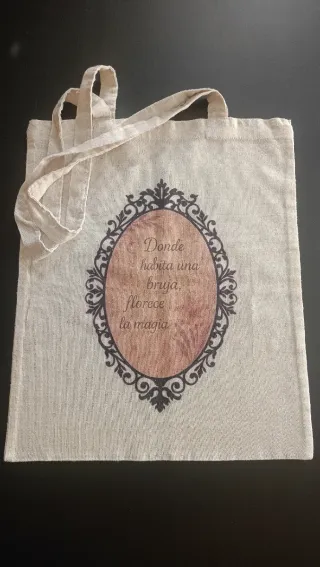 Donde
habita una
bruja,
florece
la magia